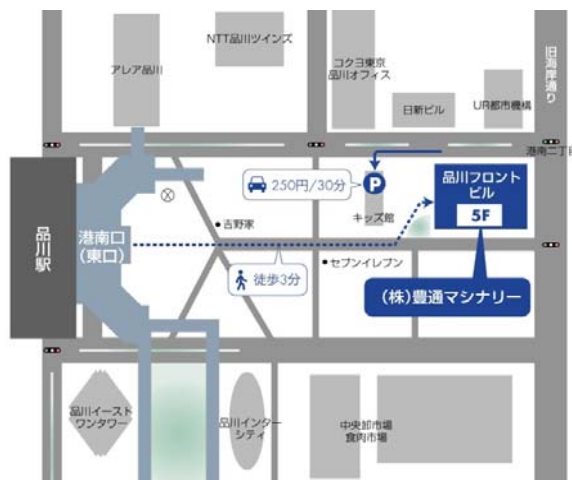 NTT品川ツインズ
アレア品川
コクヨ東京
品川オフィス
日新ビル
UR都市機構
旧海岸通り
港南二丁目
品川フロント
ビル
5F
250円/30分
P
キッズ館
吉野家
品川駅
港南口
(東口)
徒歩3分
セブンイレブン
(株)豊通マシナリー
品川イースト
ワンタワー
品川インター
シティ
中央卸市場
食肉市場